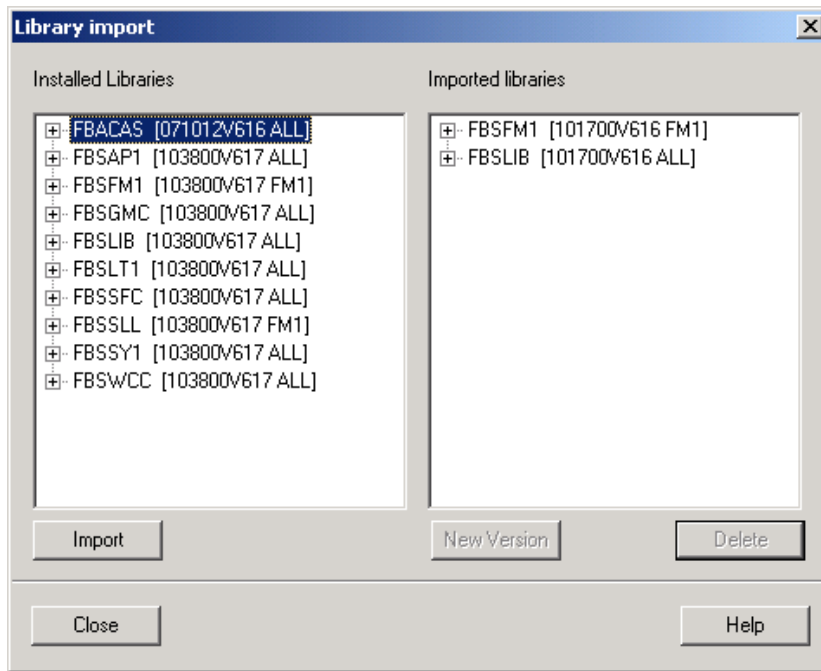 Library import
Installed Libraries
Imported libraries
FBACAS [071012V616 ALL]
FBSAP1 [103800V617 ALL]
FBSFM1 [103800V617 FM1]
FBSGMC [103800V617 ALL]
FBSLIB [103800V617 ALL]
FBSLT1 [103800V617 ALL]
FBSSFC [103800V617 ALL]
FBSSLL [103800V617 FM1]
FBSSY1 [103800V617 ALL]
FBSWCC [103800V617 ALL]
FBSFM1 [101700V616 FM1]
FBSLIB [101700V616 ALL]
Import
New Version
Delete
Close
Help